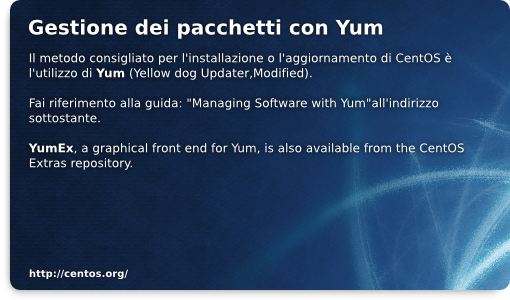 Gestione dei pacchetti con Yum
Il metodo consigliato per l'installazione o l'aggiornamento di CentOS è
l'utilizzo di Yum (Yellow dog Updater,Modified).
Fai riferimento alla guida: "Managing Software with Yum"all'indirizzo
sottostante.
YumEx, a graphical front end for Yum, is also available from the CentOS
Extras repository.
http://centos.org/